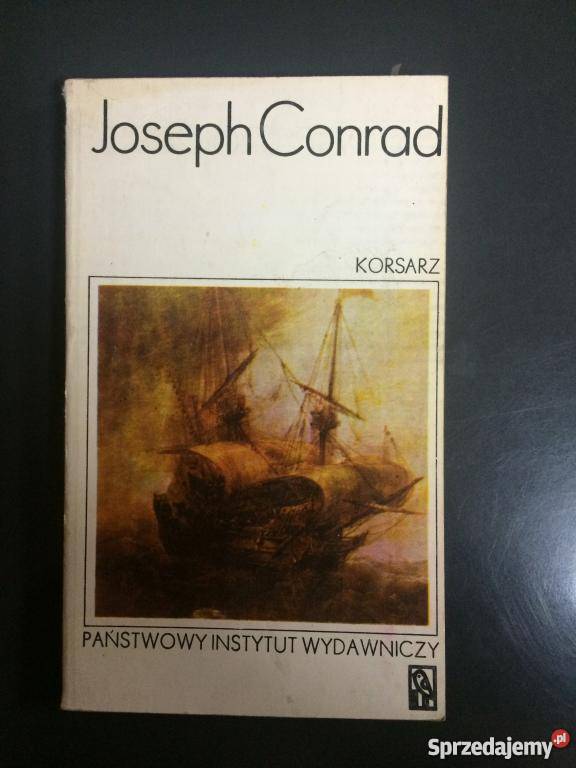 Joseph Conrad
KORSARZ
PAŃSTWOWY INSTYTUT WYDAWNICZY
Sprzedajemy.pl